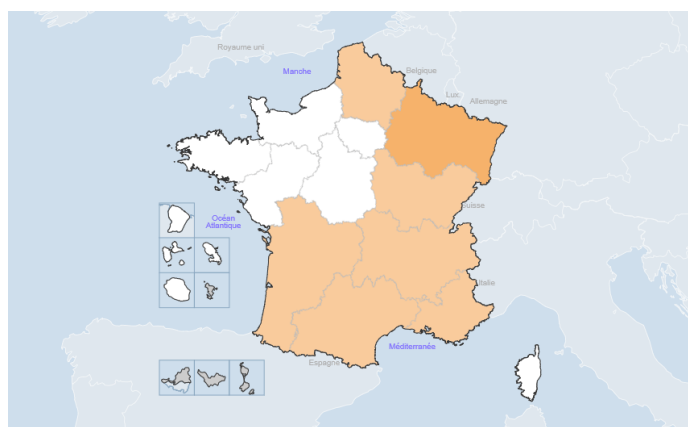 Royaume uni
Manche
Belgique
Lux.
Allemagne
Suisse
Océan
Atlantique
Italie
Méditerranée
Espagne